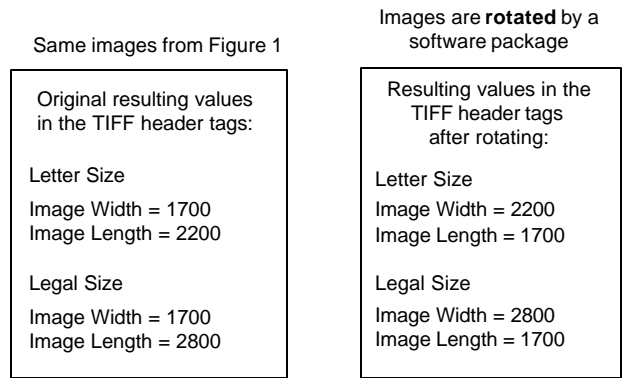 Same images from Figure 1
Original resulting values
in the TIFF header tags:
Letter Size
Image Width = 1700
Image Length = 2200
Legal Size
Image Width = 1700
Image Length = 2800
Images are rotated by a
software package
Resulting values in the
TIFF header tags
after rotating:
Letter Size
Image Width = 2200
Image Length = 1700
Legal Size
Image Width = 2800
Image Length = 1700